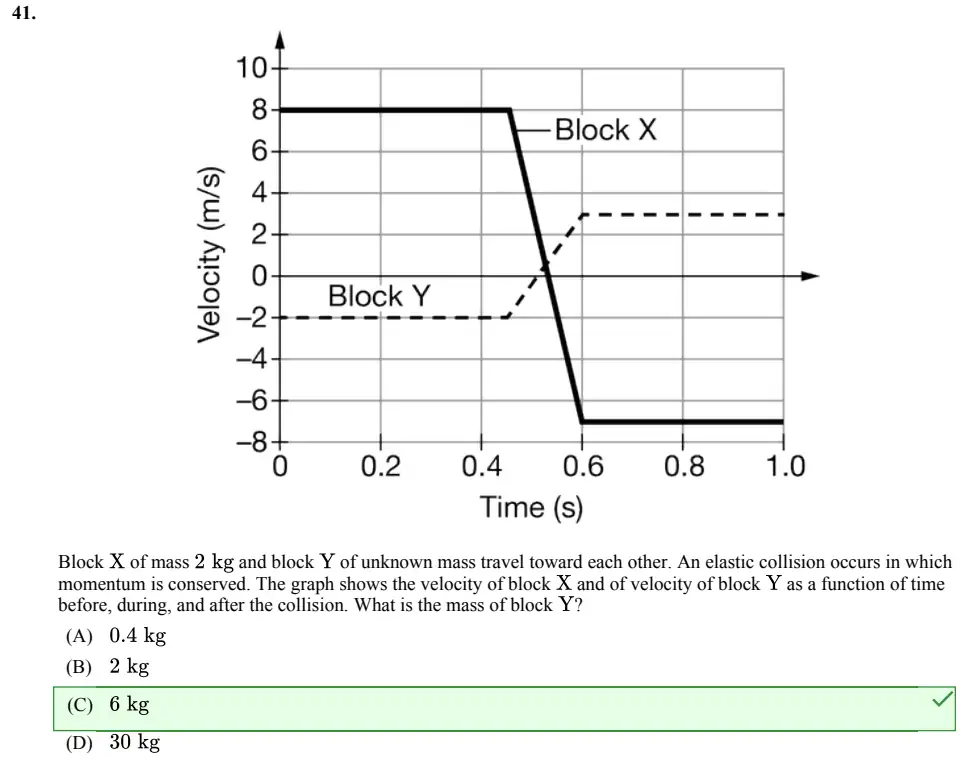 41.
10
8
Block X
6
4
2
0
Block Y
–2
–4
–6
–8
Velocity (m/s)
0 0.2 0.4 0.6 0.8 1.0
Time (s)
Block X of mass 2 kg and block Y of unknown mass travel toward each other. An elastic collision occurs in which
momentum is conserved. The graph shows the velocity of block X and of velocity of block Y as a function of time
before, during, and after the collision. What is the mass of block Y?
(A) 0.4 kg
(B) 2 kg
(C) 6 kg
(D) 30 kg